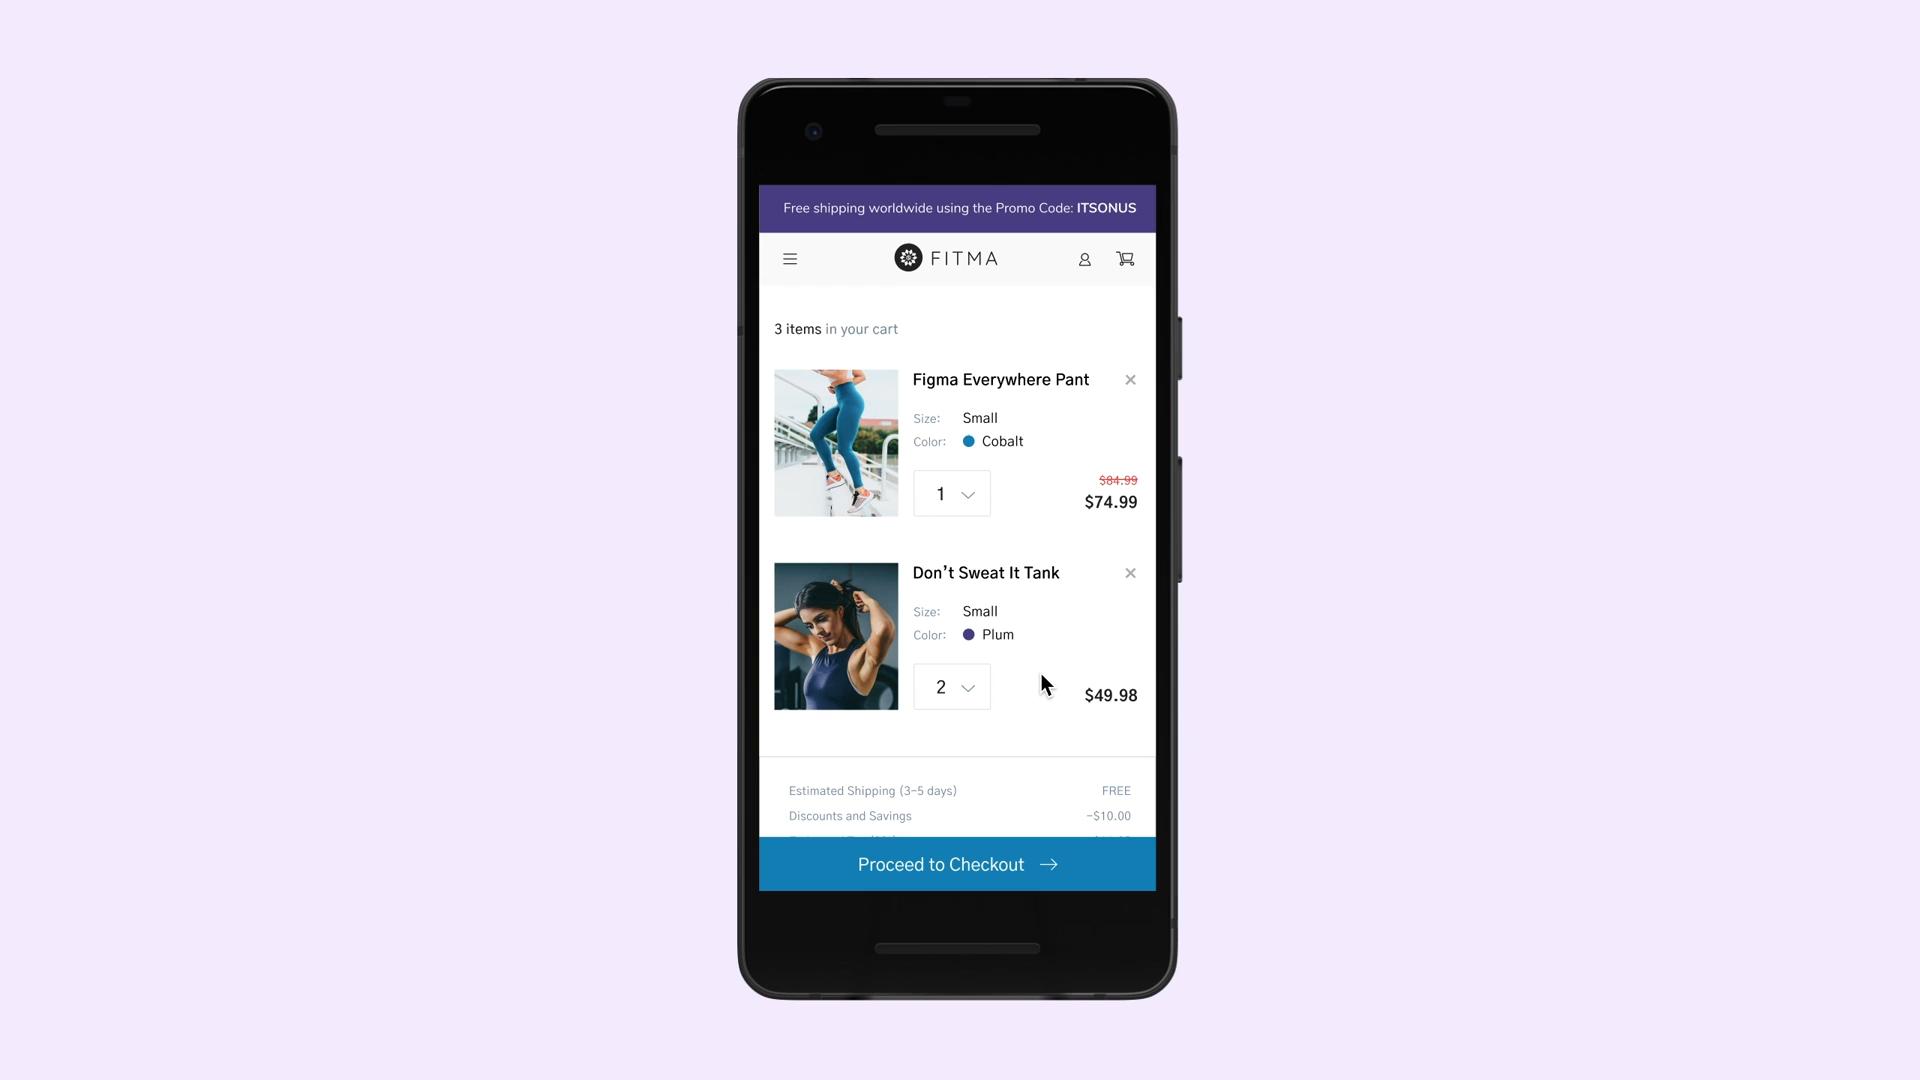 Free shipping worldwide using the Promo Code: ITSONUS
FITMA
3 items in your cart
Figma Everywhere Pant
Size: Small
Color: Cobalt
1
$84.99
$74.99
Don’t Sweat It Tank
Size: Small
Color: Plum
2
$49.98
Estimated Shipping (3-5 days) FREE
Discounts and Savings -$10.00
Proceed to Checkout